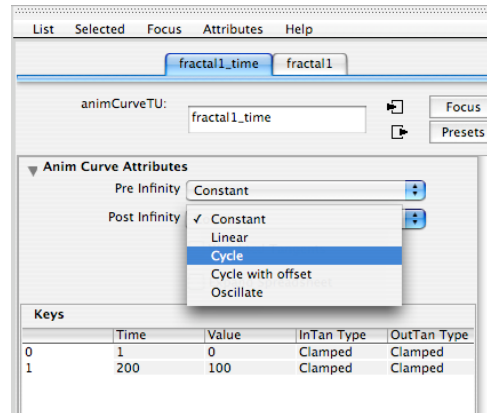 List Selected Focus Attributes Help
fractal1_time fractal1
animCurveTU: fractal1_time Focus
Presets
Anim Curve Attributes
Pre Infinity Constant
Post Infinity ✓ Constant
Linear
Cycle
Cycle with offset
Oscillate
Keys
Time Value InTan Type OutTan Type
0 1 0 Clamped Clamped
1 200 100 Clamped Clamped